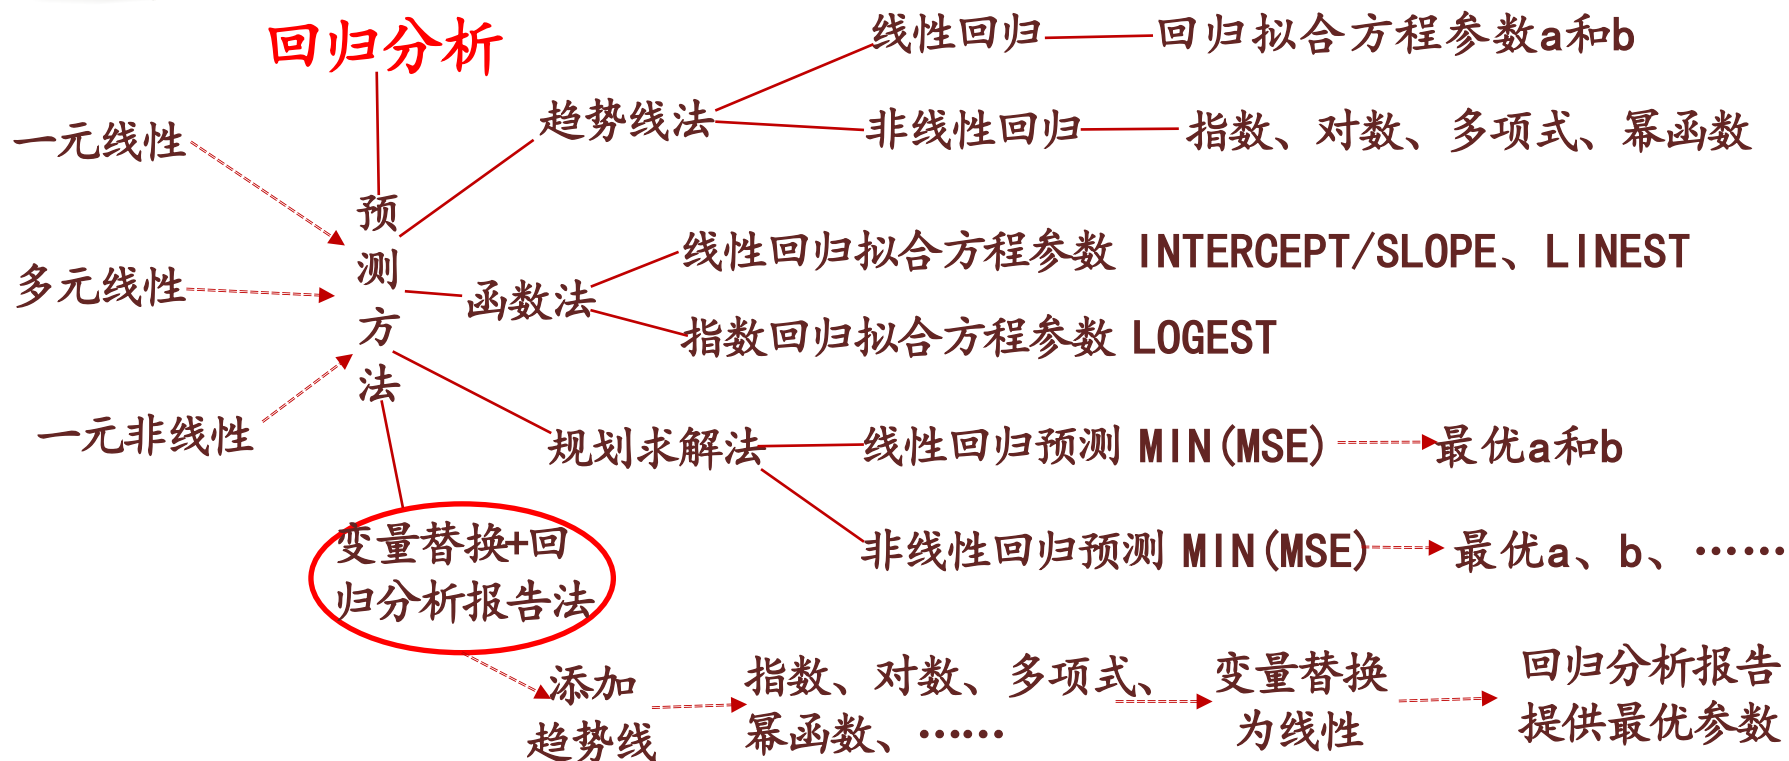 回归分析
线性回归
回归拟合方程参数a和b
趋势线法
非线性回归
指数、对数、多项式、幂函数
一元线性
多元线性
一元非线性
预
测
方
法
函数法
线性回归拟合方程参数 INTERCEPT/SLOPE、LINEST
指数回归拟合方程参数 LOGEST
规划求解法
线性回归预测 MIN(MSE)
最优a和b
非线性回归预测 MIN(MSE)
最优a、b、……
变量替换+回
归分析报告法
添加
趋势线
指数、对数、多项式、
幂函数、……
变量替换
为线性
回归分析报告
提供最优参数